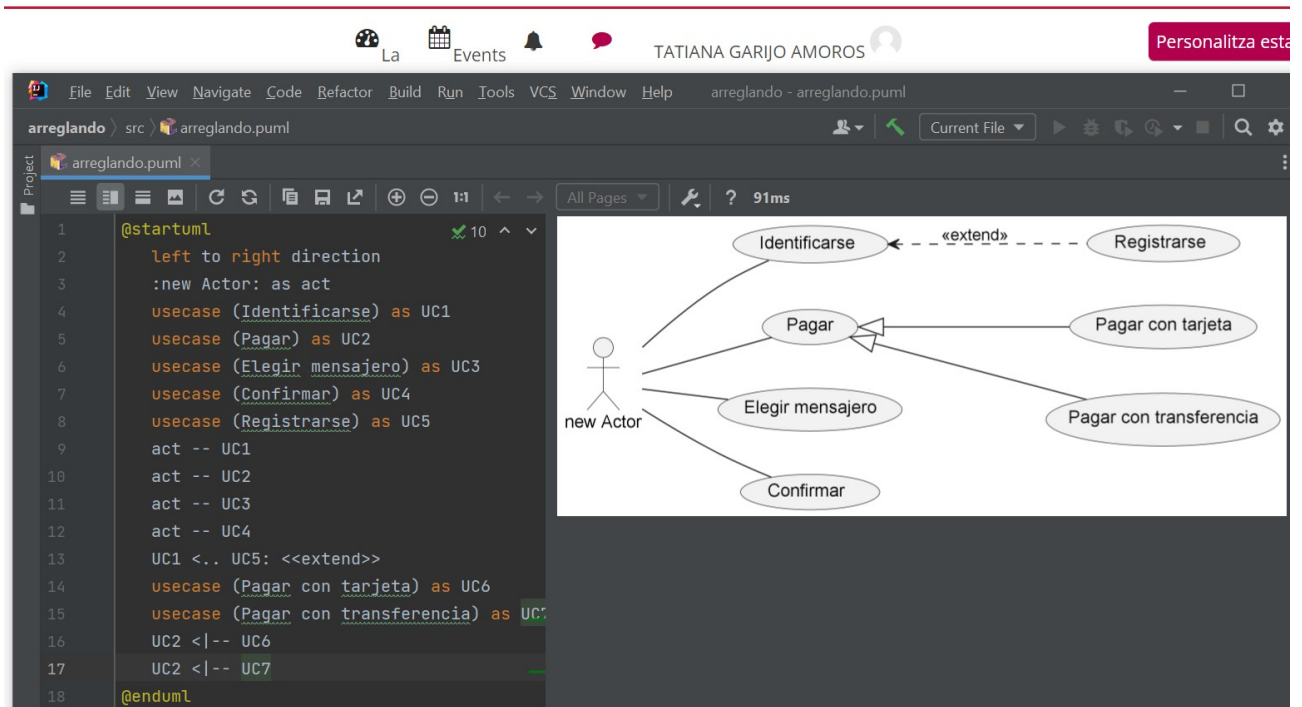 La Events TATIANA GARIJO AMOROS Personalitza esta
File Edit View Navigate Code Refactor Build Run Tools VCS Window Help arreglando - arreglando.puml
arreglando src arreglando.puml Current File
Project arreglando.puml
1:1 All Pages ? 91ms
1 @startuml 10
2 left to right direction
3 :new Actor: as act
4 usecase (Identificarse) as UC1
5 usecase (Pagar) as UC2
6 usecase (Elegir mensajero) as UC3
7 usecase (Confirmar) as UC4
8 usecase (Registrarse) as UC5
9 act -- UC1
10 act -- UC2
11 act -- UC3
12 act -- UC4
13 UC1 <.. UC5: <<extend>>
14 usecase (Pagar con tarjeta) as UC6
15 usecase (Pagar con transferencia) as UC7
16 UC2 <|-- UC6
17 UC2 <|-- UC7
18 @enduml
Identificarse «extend» Registrarse
Pagar Pagar con tarjeta
Elegir mensajero Pagar con transferencia
new Actor
Confirmar